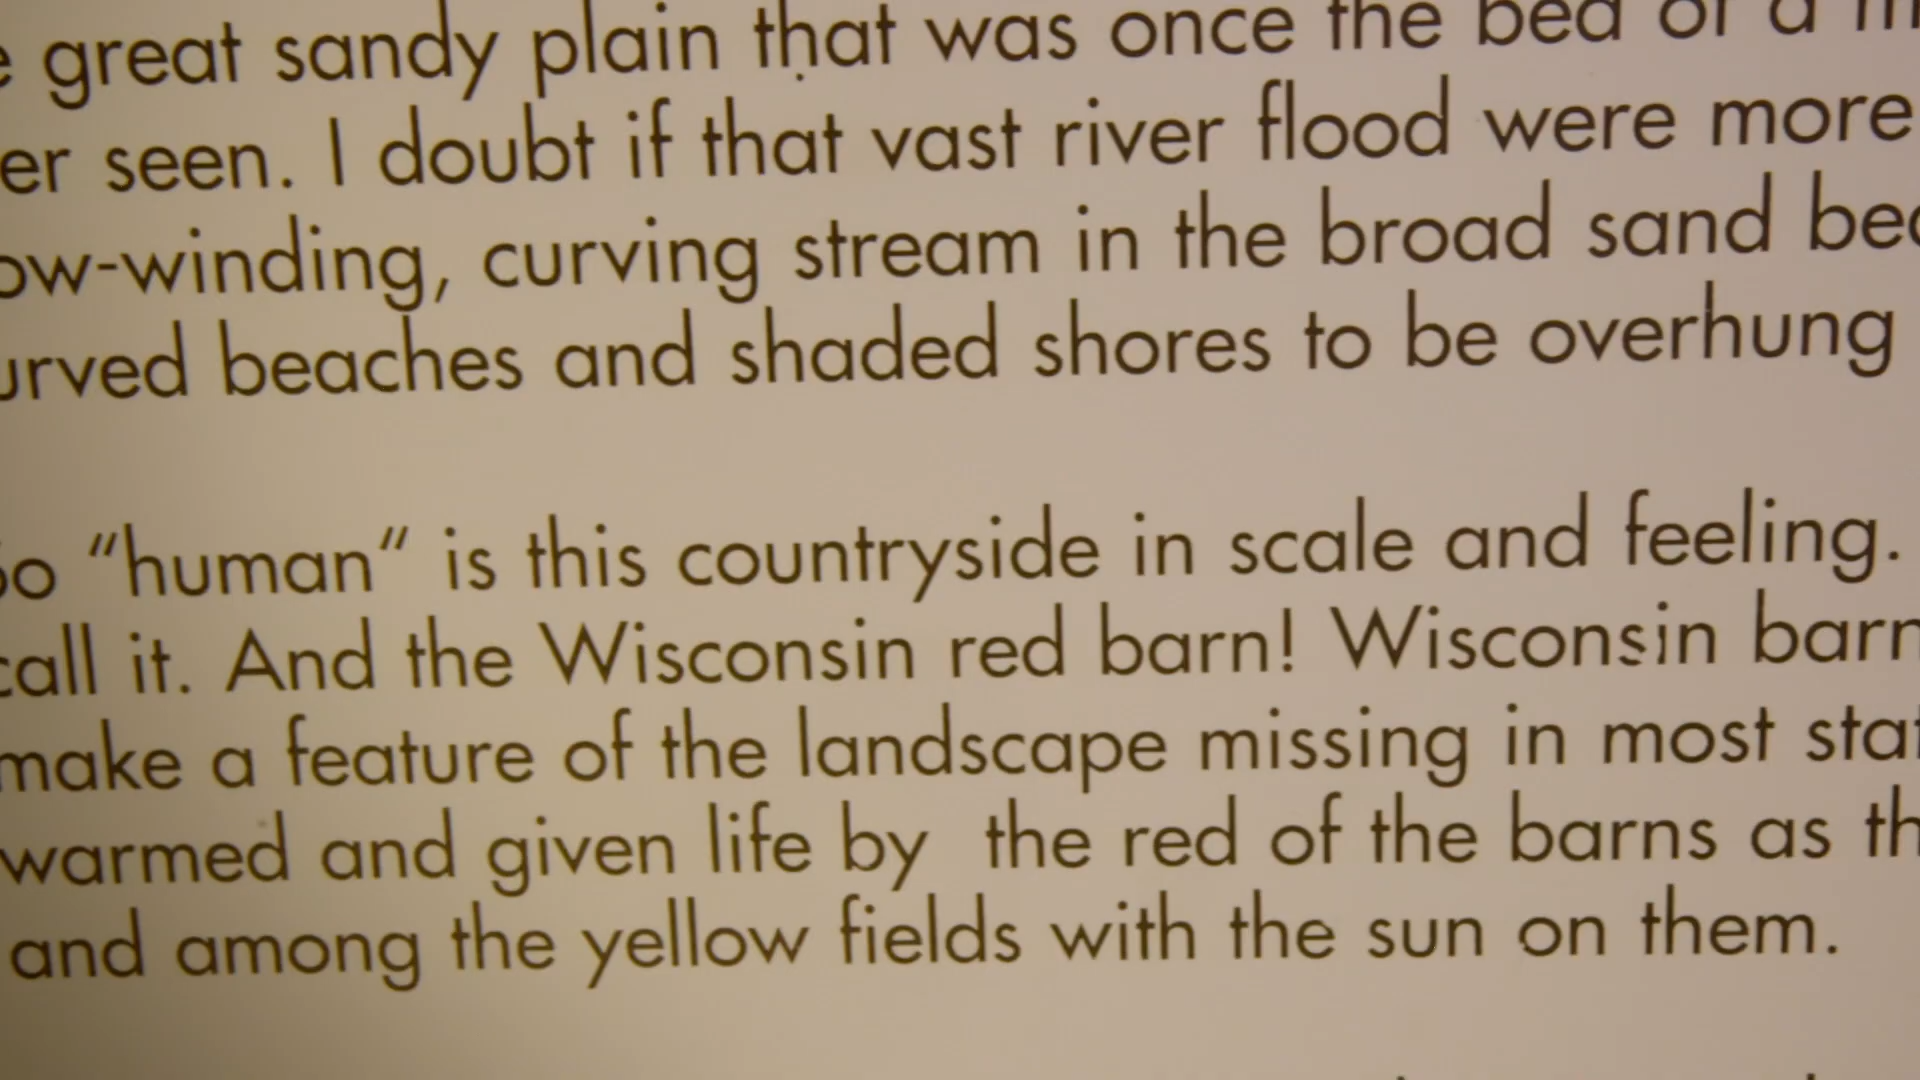 great sandy plain that was once the bed of a
er seen. I doubt if that vast river flood were more
ow-winding, curving stream in the broad sand bed
urved beaches and shaded shores to be overhung
So "human" is this countryside in scale and feeling.
call it. And the Wisconsin red barn! Wisconsin barn
make a feature of the landscape missing in most stat
warmed and given life by the red of the barns as th
and among the yellow fields with the sun on them.